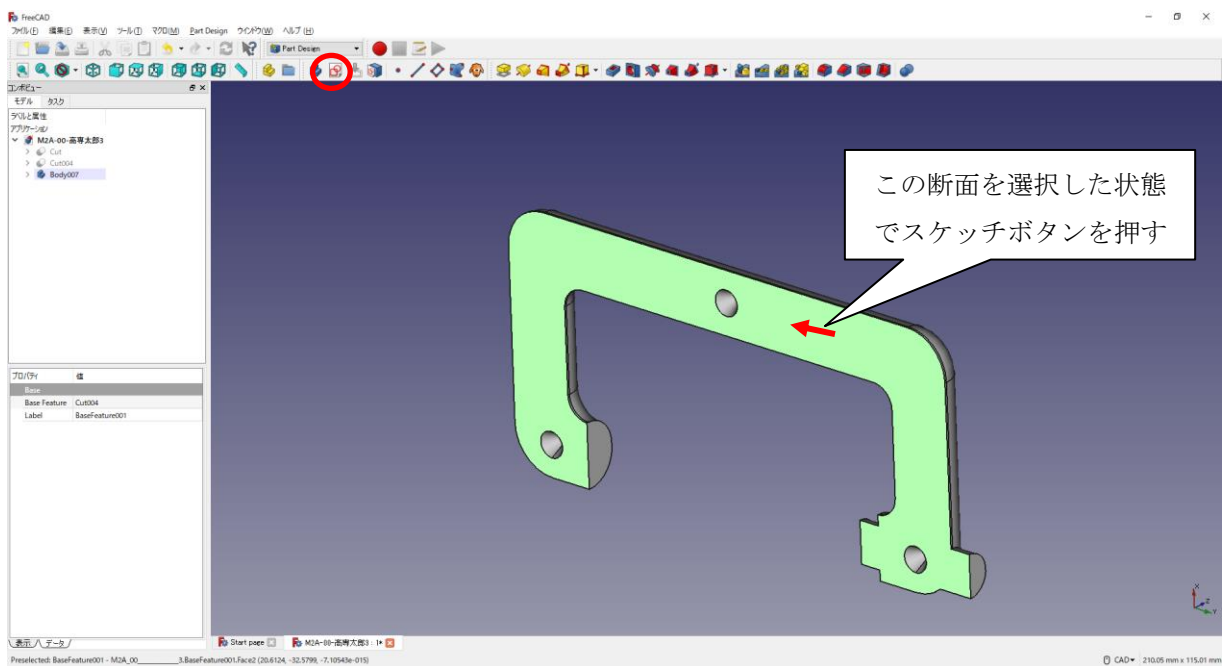 FreeCAD
ファイル(F) 編集(E) 表示(V) ツール(T) マクロ(M) Part Design ウィンドウ(W) ヘルプ(H)
Part Design
コンボビュー
モデル タスク
ラベルと属性
アプリケーション
M2A-00-高専太郎3
Cut
Cut004
Body007
この断面を選択した状態
でスケッチボタンを押す
プロパティ 値
Base
Base Feature Cut004
Label BaseFeature001
表示 データ
Start page M2A-00-高専太郎3 : 1*
Preselected: BaseFeature001 - M2A_00_____________3.BaseFeature001.Face2 (20.6124, -32.5799, -7.10543e-015)
CAD 210.05 mm x 115.01 mm
X
Z
Y